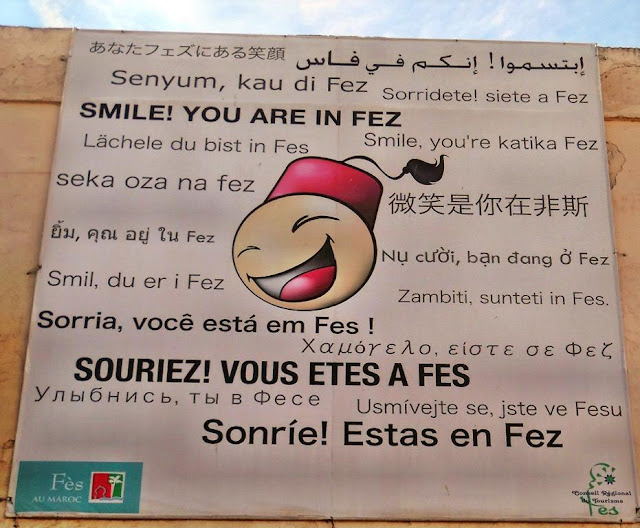 あなたフェズにある笑顔
إبتسموا! إنكم في فاس
Senyum, kau di Fez
Sorridete! siete a Fez
SMILE! YOU ARE IN FEZ
Lächele du bist in Fes
Smile, you're katika Fez
seka oza na fez
微笑是你在非斯
ยิ้ม, คุณ อยู่ ใน Fez
Nụ cười, bạn đang ở Fez
Smil, du er i Fez
Zambiti, sunteti in Fes.
Sorria, você está em Fes !
Χαμόγελο, είστε σε Φεζ
SOURIEZ! VOUS ETES A FES
Улыбнись, ты в Фесе
Usmívejte se, jste ve Fesu
Sonríe! Estas en Fez
Fès
AU MAROC
Conseil Régional
du Tourisme
Fes